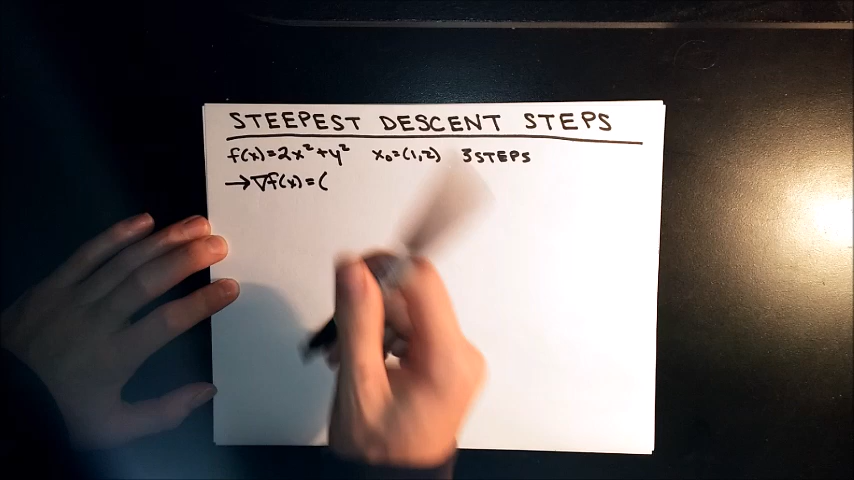 STEEPEST DESCENT STEPS
f(x)=2x²+y² x₀=(1,2) 3 STEPS
→∇f(x)=(